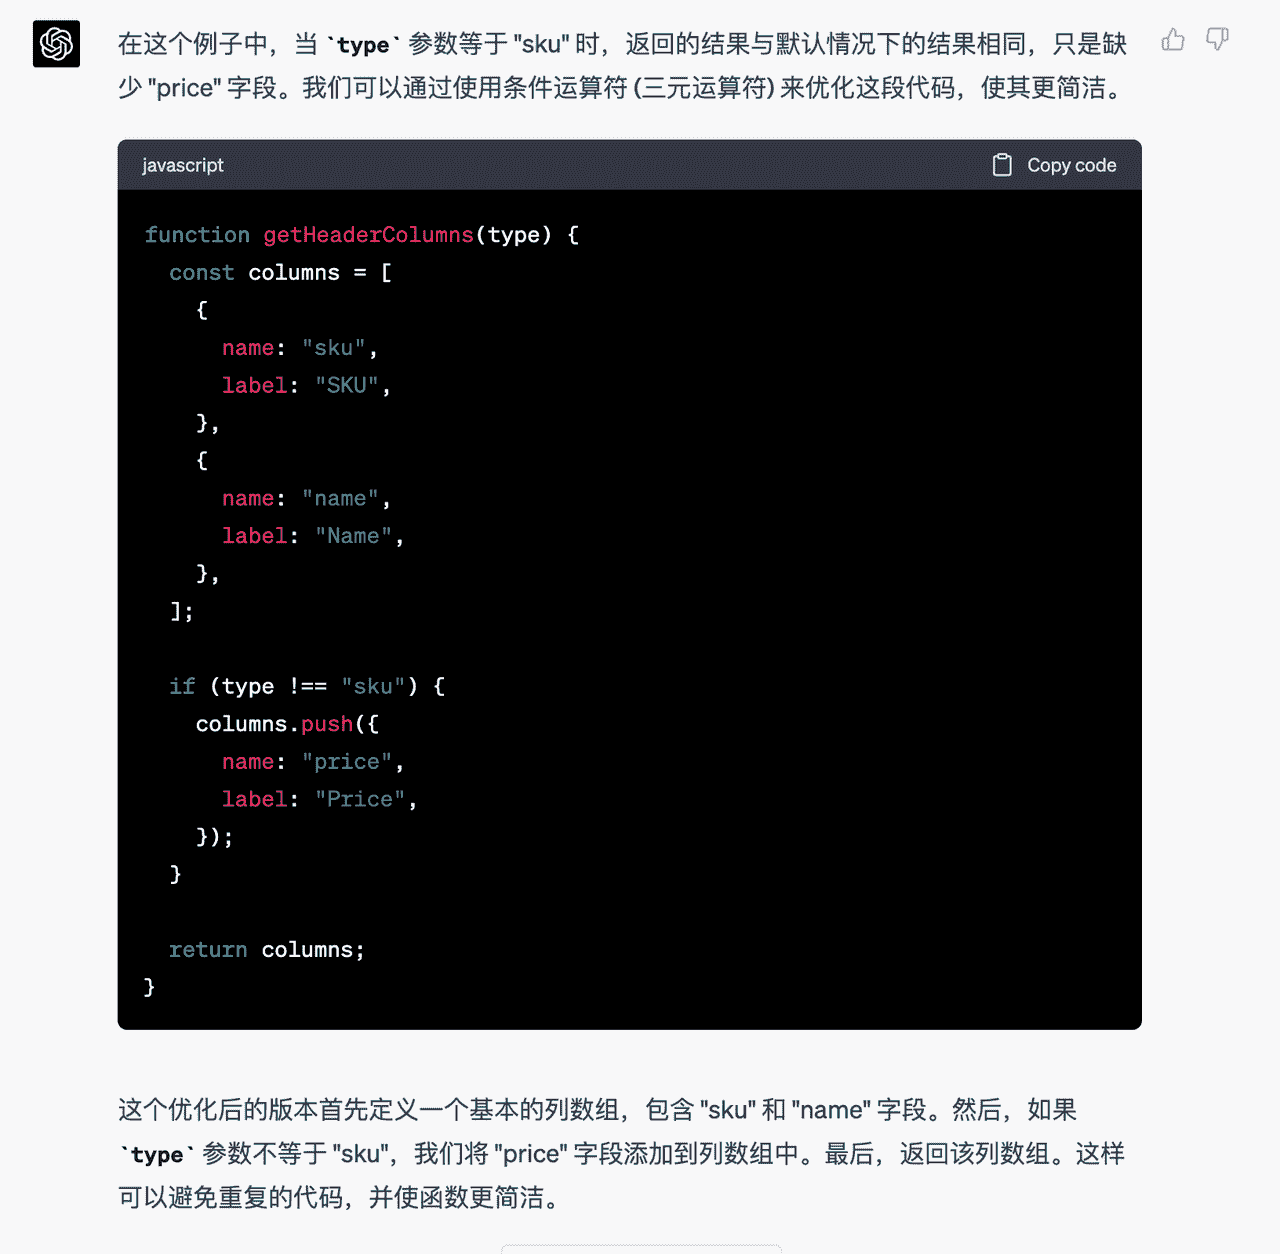 在这个例子中，当 `type` 参数等于 "sku" 时，返回的结果与默认情况下的结果相同，只是缺
少 "price" 字段。我们可以通过使用条件运算符 (三元运算符) 来优化这段代码，使其更简洁。
javascript
Copy code
function getHeaderColumns(type) {
  const columns = [
    {
      name: "sku",
      label: "SKU",
    },
    {
      name: "name",
      label: "Name",
    },
  ];

  if (type !== "sku") {
    columns.push({
      name: "price",
      label: "Price",
    });
  }

  return columns;
}
这个优化后的版本首先定义一个基本的列数组，包含 "sku" 和 "name" 字段。然后，如果
`type` 参数不等于 "sku"，我们将 "price" 字段添加到列数组中。最后，返回该列数组。这样
可以避免重复的代码，并使函数更简洁。